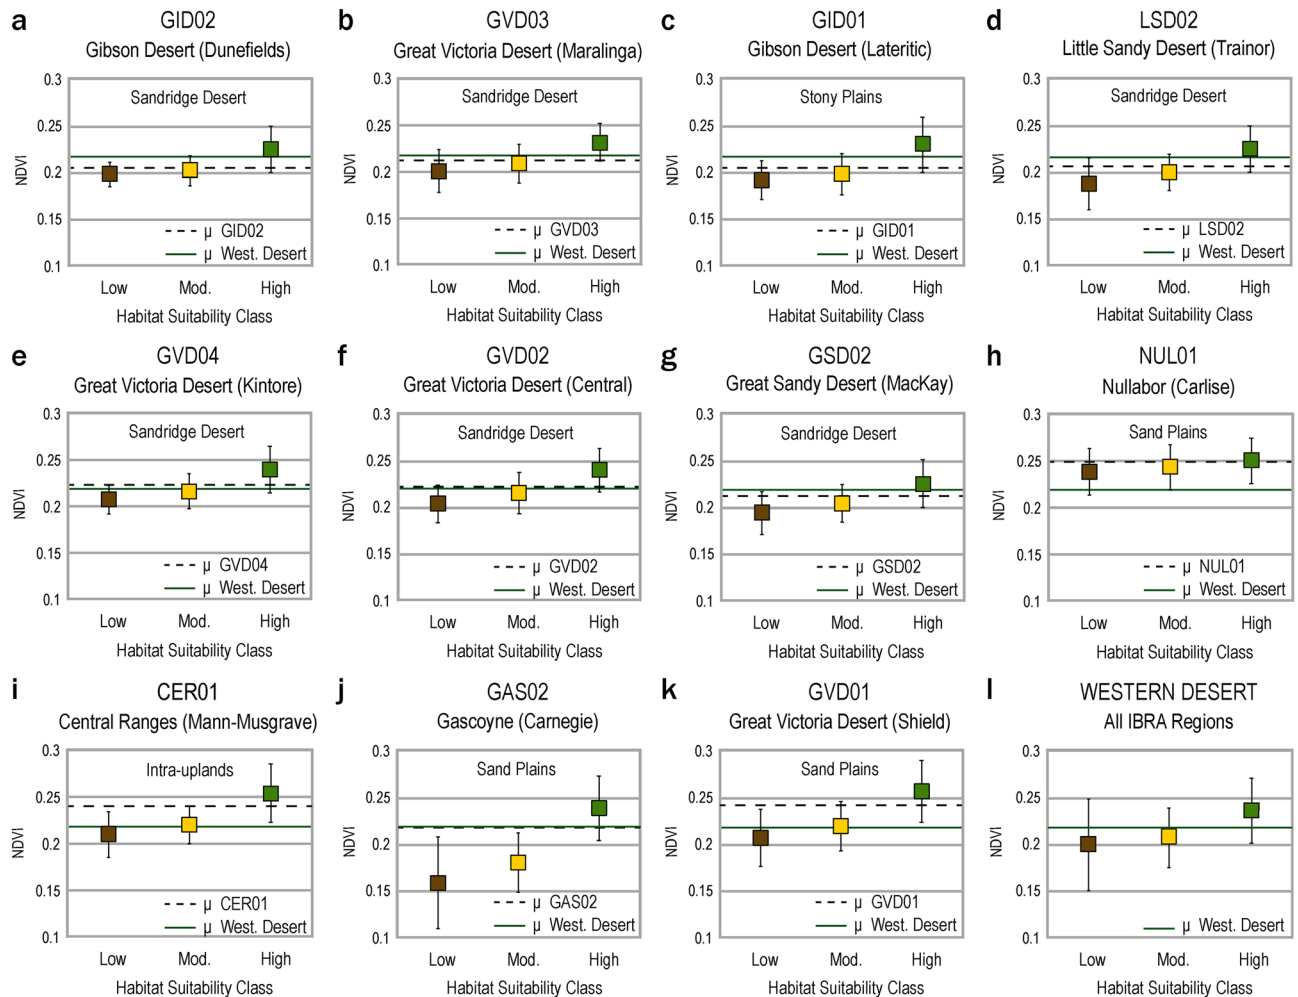 a GID02
Gibson Desert (Dunefields)
0.3
0.25
0.2
0.15
0.1
NDVI
Sandridge Desert
µ GID02
µ West. Desert
Low Mod. High
Habitat Suitability Class
b GVD03
Great Victoria Desert (Maralinga)
0.3
0.25
0.2
0.15
0.1
NDVI
Sandridge Desert
µ GVD03
µ West. Desert
Low Mod. High
Habitat Suitability Class
c GID01
Gibson Desert (Lateritic)
0.3
0.25
0.2
0.15
0.1
NDVI
Stony Plains
µ GID01
µ West. Desert
Low Mod. High
Habitat Suitability Class
d LSD02
Little Sandy Desert (Trainor)
0.3
0.25
0.2
0.15
0.1
NDVI
Sandridge Desert
µ LSD02
µ West. Desert
Low Mod. High
Habitat Suitability Class
e GVD04
Great Victoria Desert (Kintore)
0.3
0.25
0.2
0.15
0.1
NDVI
Sandridge Desert
µ GVD04
µ West. Desert
Low Mod. High
Habitat Suitability Class
f GVD02
Great Victoria Desert (Central)
0.3
0.25
0.2
0.15
0.1
NDVI
Sandridge Desert
µ GVD02
µ West. Desert
Low Mod. High
Habitat Suitability Class
g GSD02
Great Sandy Desert (MacKay)
0.3
0.25
0.2
0.15
0.1
NDVI
Sandridge Desert
µ GSD02
µ West. Desert
Low Mod. High
Habitat Suitability Class
h NUL01
Nullabor (Carlise)
0.3
0.25
0.2
0.15
0.1
NDVI
Sand Plains
µ NUL01
µ West. Desert
Low Mod. High
Habitat Suitability Class
i CER01
Central Ranges (Mann-Musgrave)
0.3
0.25
0.2
0.15
0.1
NDVI
Intra-uplands
µ CER01
µ West. Desert
Low Mod. High
Habitat Suitability Class
j GAS02
Gascoyne (Carnegie)
0.3
0.25
0.2
0.15
0.1
NDVI
Sand Plains
µ GAS02
µ West. Desert
Low Mod. High
Habitat Suitability Class
k GVD01
Great Victoria Desert (Shield)
0.3
0.25
0.2
0.15
0.1
NDVI
Sand Plains
µ GVD01
µ West. Desert
Low Mod. High
Habitat Suitability Class
l WESTERN DESERT
All IBRA Regions
0.3
0.25
0.2
0.15
0.1
NDVI
µ West. Desert
Low Mod. High
Habitat Suitability Class